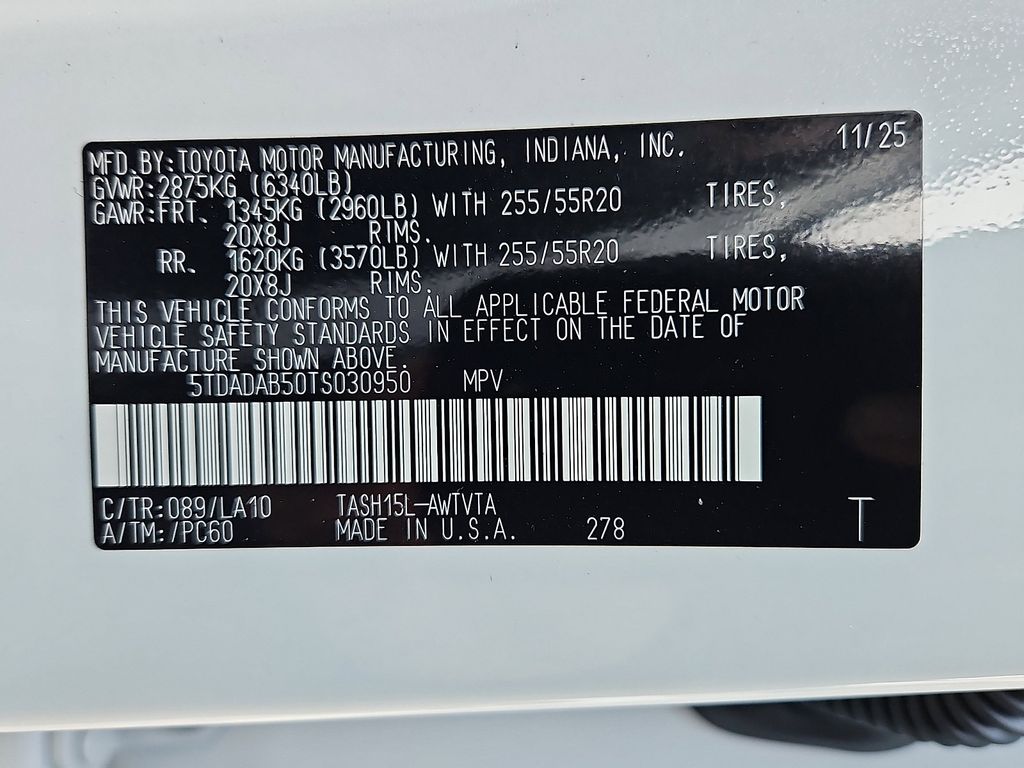 MFD.BY:TOYOTA MOTOR MANUFACTURING, INDIANA, INC. 11/25
GVWR:2875KG (6340LB)
GAWR:FRT. 1345KG (2960LB) WITH 255/55R20 TIRES,
20X8J RIMS.
RR. 1620KG (3570LB) WITH 255/55R20 TIRES,
20X8J RIMS.
THIS VEHICLE CONFORMS TO ALL APPLICABLE FEDERAL MOTOR
VEHICLE SAFETY STANDARDS IN EFFECT ON THE DATE OF
MANUFACTURE SHOWN ABOVE.
5TDADAB50TS030950 MPV
C/TR:089/LA10 TASH15L-AWTVTA
A/TM:/PC60 MADE IN U.S.A. 278 T